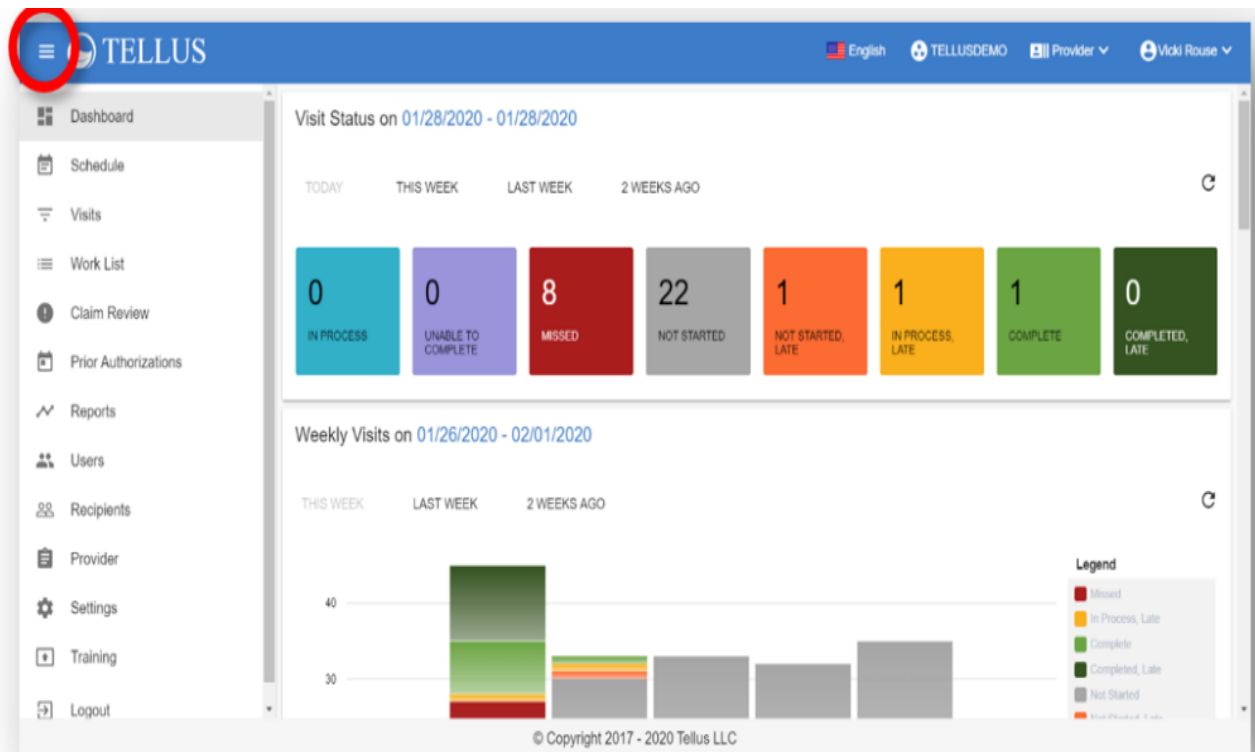 TELLUS
English TELLUSDEMO Provider Vicki Rouse
Dashboard
Schedule
Visits
Work List
Claim Review
Prior Authorizations
Reports
Users
Recipients
Provider
Settings
Training
Logout
Visit Status on 01/28/2020 - 01/28/2020
TODAY THIS WEEK LAST WEEK 2 WEEKS AGO
0
IN PROCESS
0
UNABLE TO
COMPLETE
8
MISSED
22
NOT STARTED
1
NOT STARTED,
LATE
1
IN PROCESS,
LATE
1
COMPLETE
0
COMPLETED,
LATE
Weekly Visits on 01/26/2020 - 02/01/2020
THIS WEEK LAST WEEK 2 WEEKS AGO
40
30
Legend
Missed
In Process, Late
Complete
Completed, Late
Not Started
Not Started, Late
© Copyright 2017 - 2020 Tellus LLC